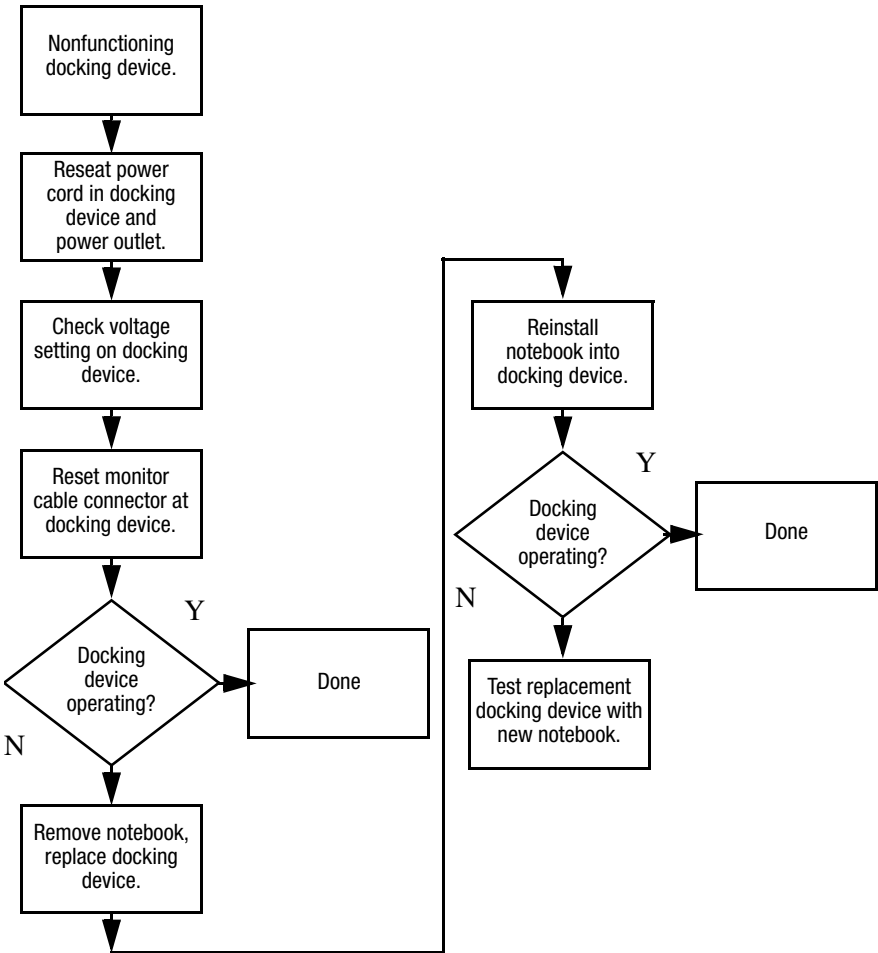 Nonfunctioning
docking device.
Reseat power
cord in docking
device and
power outlet.
Check voltage
setting on docking
device.
Reset monitor
cable connector at
docking device.
Docking
device
operating?
Y
Done
N
Remove notebook,
replace docking
device.
Reinstall
notebook into
docking device.
Docking
device
operating?
Y
Done
N
Test replacement
docking device with
new notebook.